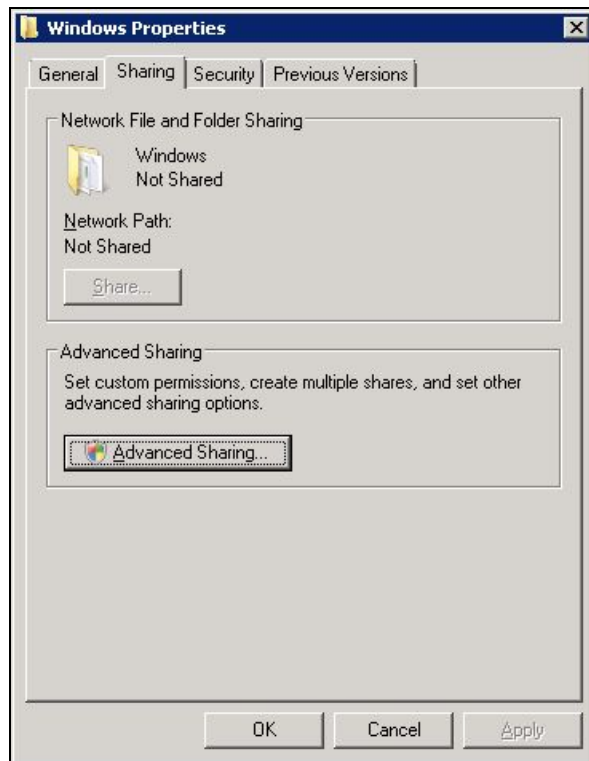 Windows Properties
General Sharing Security Previous Versions
Network File and Folder Sharing
Windows
Not Shared
Network Path:
Not Shared
Share...
Advanced Sharing
Set custom permissions, create multiple shares, and set other
advanced sharing options.
Advanced Sharing...
OK Cancel Apply